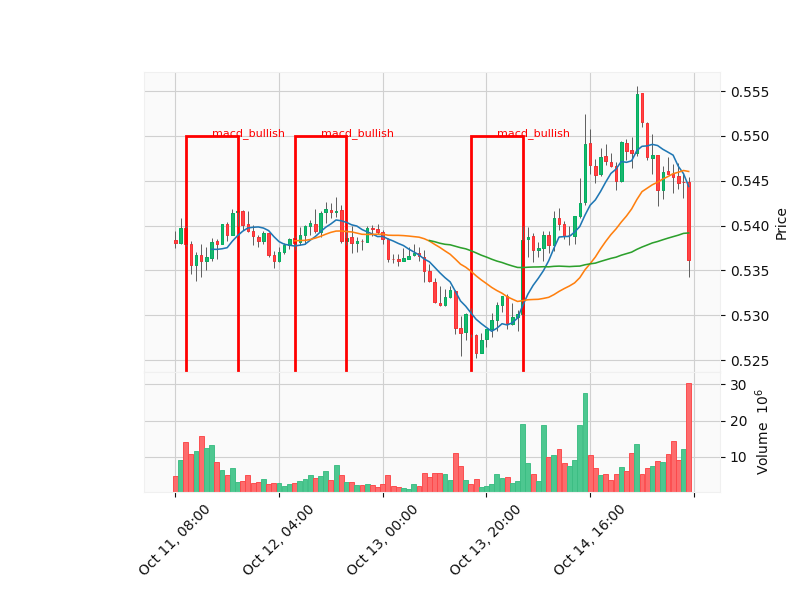 macd_bullish macd_bullish macd_bullish
0.555
0.550
0.545
0.540
0.535
0.530
0.525
Price
30
20
10
Volume 10^6
Oct 11, 08:00
Oct 12, 04:00
Oct 13, 00:00
Oct 13, 20:00
Oct 14, 16:00